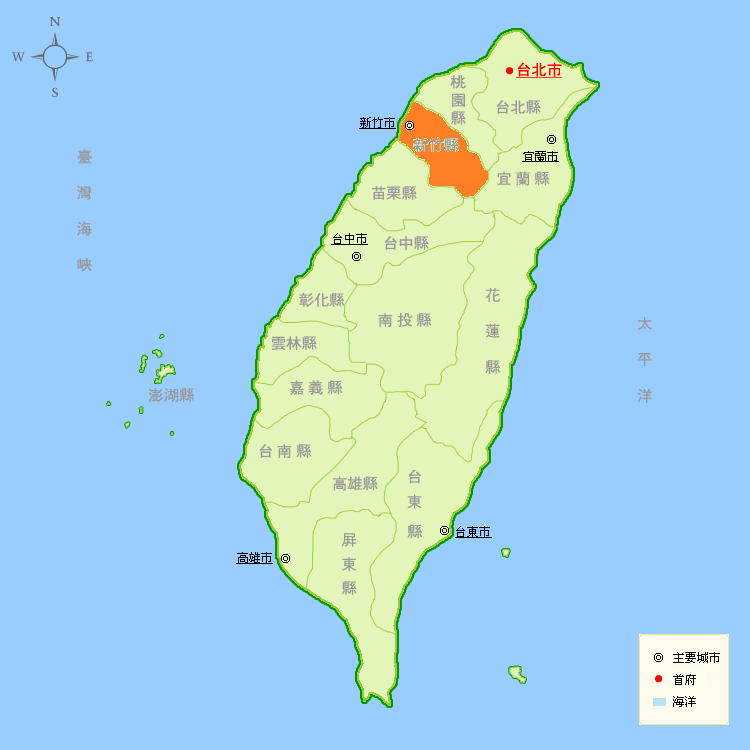 N
W E
S
台北市
桃園縣
台北縣
新竹市
新竹縣
宜蘭市
宜蘭縣
臺灣海峽
苗栗縣
台中市
台中縣
彰化縣
花蓮縣
南投縣
太平洋
雲林縣
澎湖縣
嘉義縣
台南縣
高雄縣
台東縣
台東市
屏東縣
高雄市
主要城市
首府
海洋